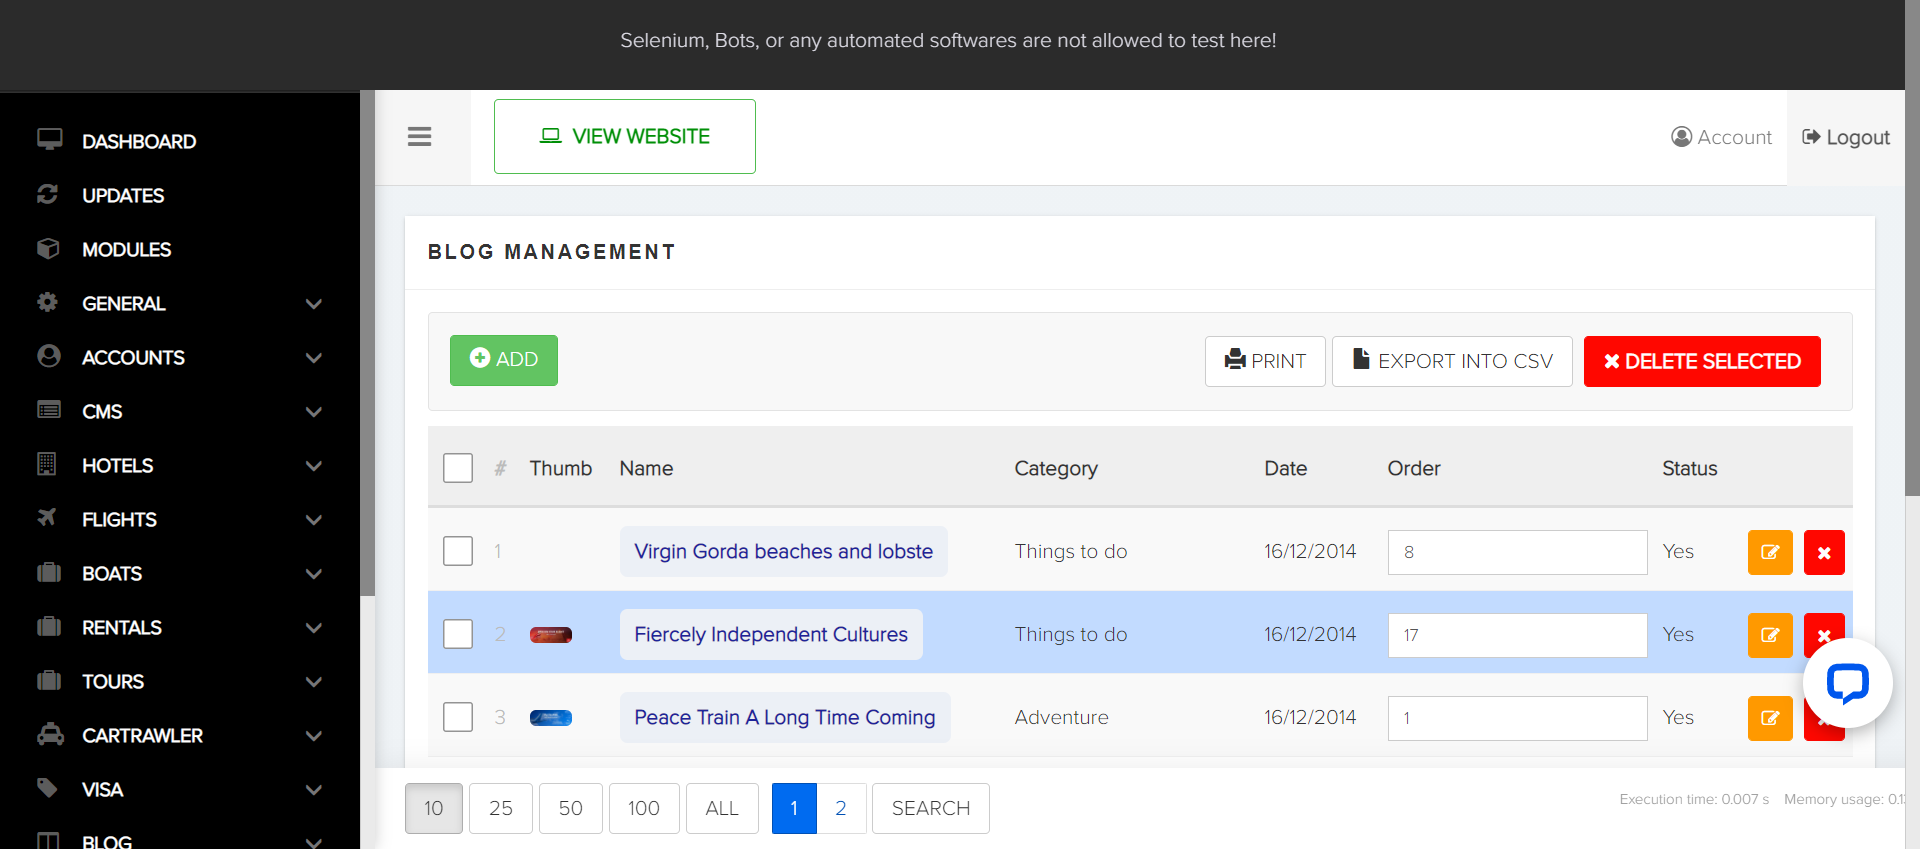 Selenium, Bots, or any automated softwares are not allowed to test here!
DASHBOARD
UPDATES
MODULES
GENERAL
ACCOUNTS
CMS
HOTELS
FLIGHTS
BOATS
RENTALS
TOURS
CARTRAWLER
VISA
BLOG
VIEW WEBSITE
Account
Logout
BLOG MANAGEMENT
ADD
PRINT
EXPORT INTO CSV
DELETE SELECTED
# Thumb Name Category Date Order Status
1 Virgin Gorda beaches and lobste Things to do 16/12/2014 8 Yes
2 Fiercely Independent Cultures Things to do 16/12/2014 17 Yes
3 Peace Train A Long Time Coming Adventure 16/12/2014 1 Yes
10 25 50 100 ALL 1 2 SEARCH
Execution time: 0.007 s Memory usage: